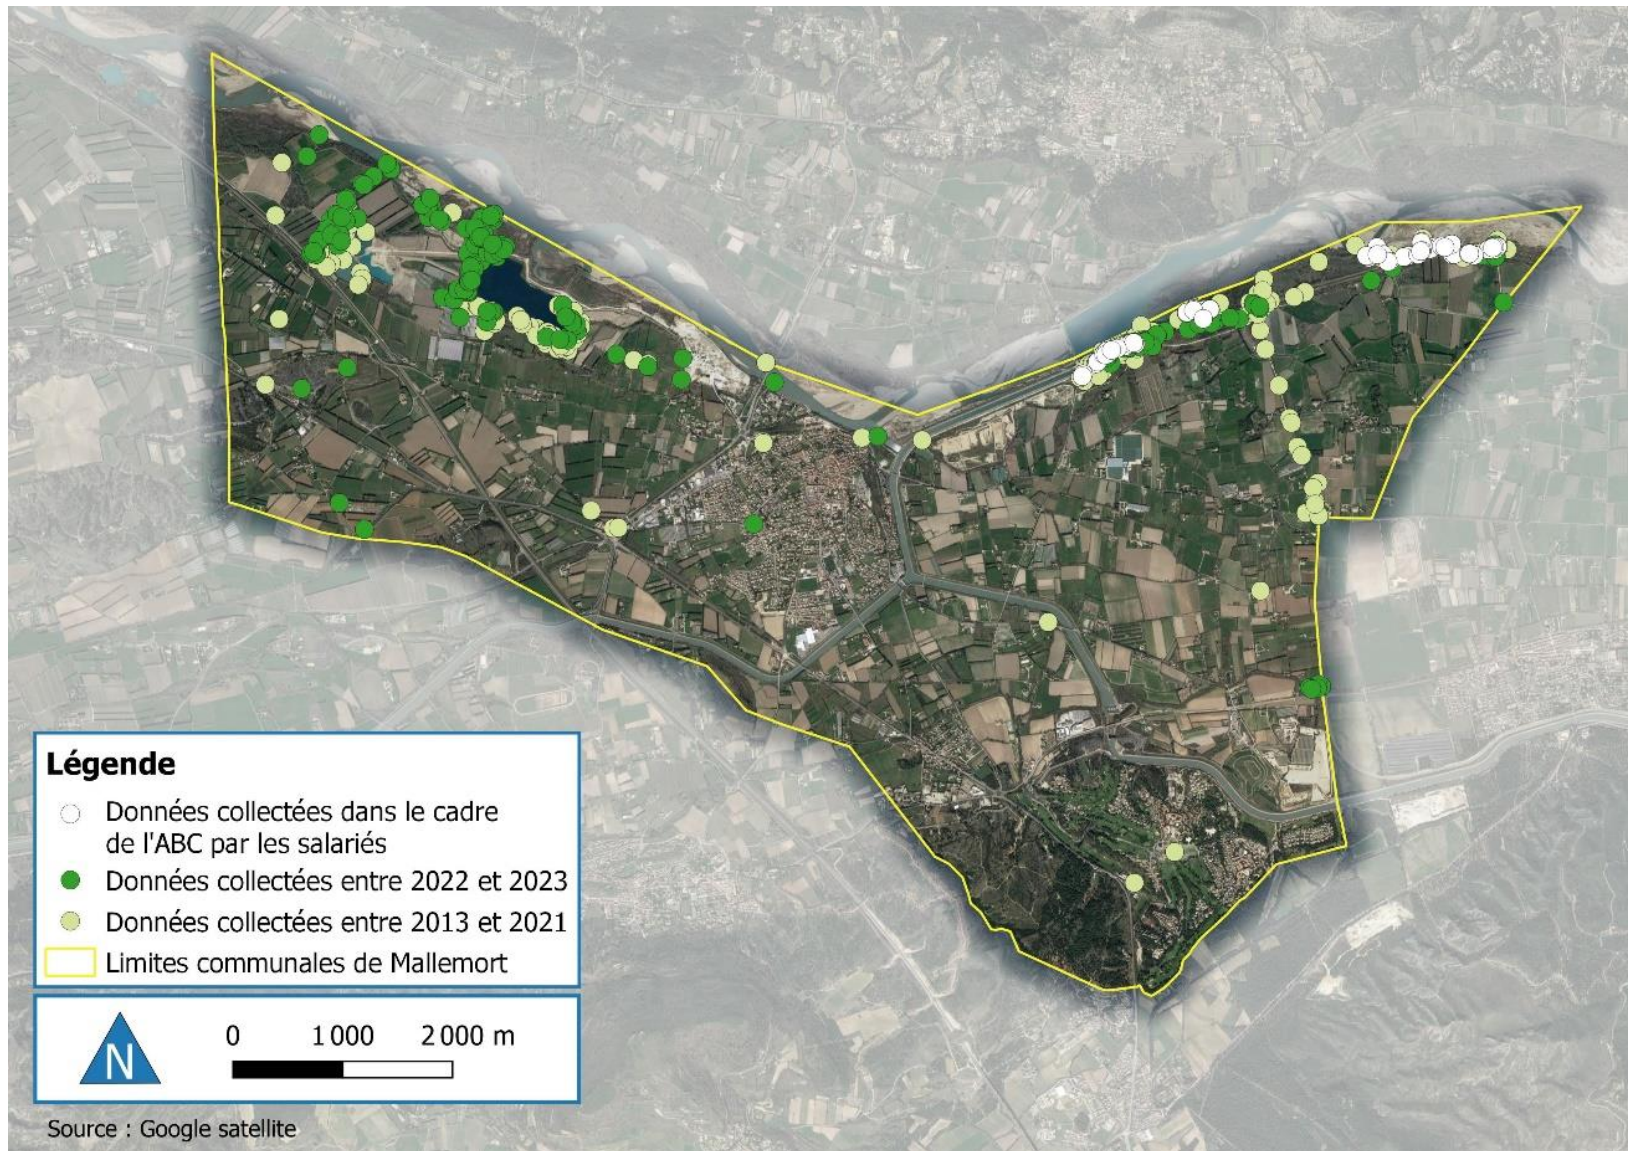 Légende
Données collectées dans le cadre
de l'ABC par les salariés
Données collectées entre 2022 et 2023
Données collectées entre 2013 et 2021
Limites communales de Mallemort
N
0 1 000 2 000 m
Source : Google satellite